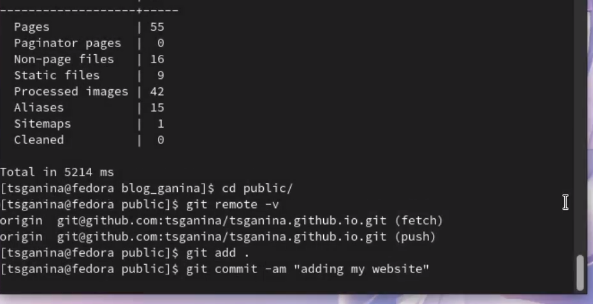 -------------------+-----
Pages | 55
Paginator pages | 0
Non-page files | 16
Static files | 9
Processed images | 42
Aliases | 15
Sitemaps | 1
Cleaned | 0
Total in 5214 ms
[tsganina@fedora blog_ganina]$ cd public/
[tsganina@fedora public]$ git remote -v
origin  git@github.com:tsganina/tsganina.github.io.git (fetch)
origin  git@github.com:tsganina/tsganina.github.io.git (push)
[tsganina@fedora public]$ git add .
[tsganina@fedora public]$ git commit -am "adding my website"